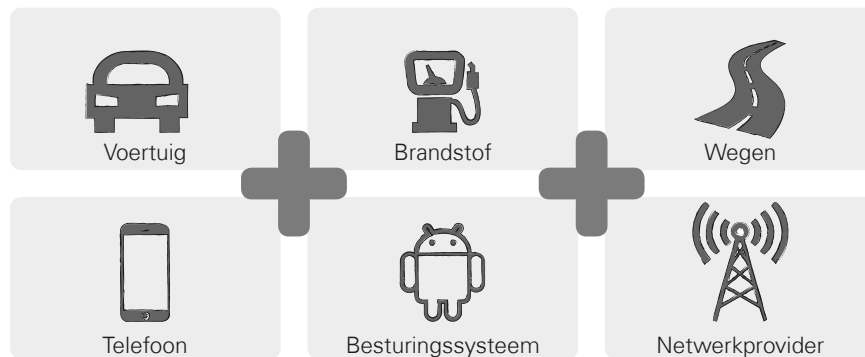 Voertuig
Brandstof
Wegen
Telefoon
Besturingssysteem
Netwerkprovider